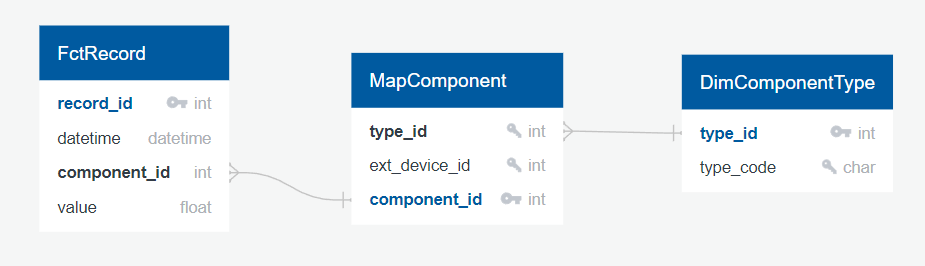 FctRecord
record_id int
datetime datetime
component_id int
value float
MapComponent
type_id int
ext_device_id int
component_id int
DimComponentType
type_id int
type_code char